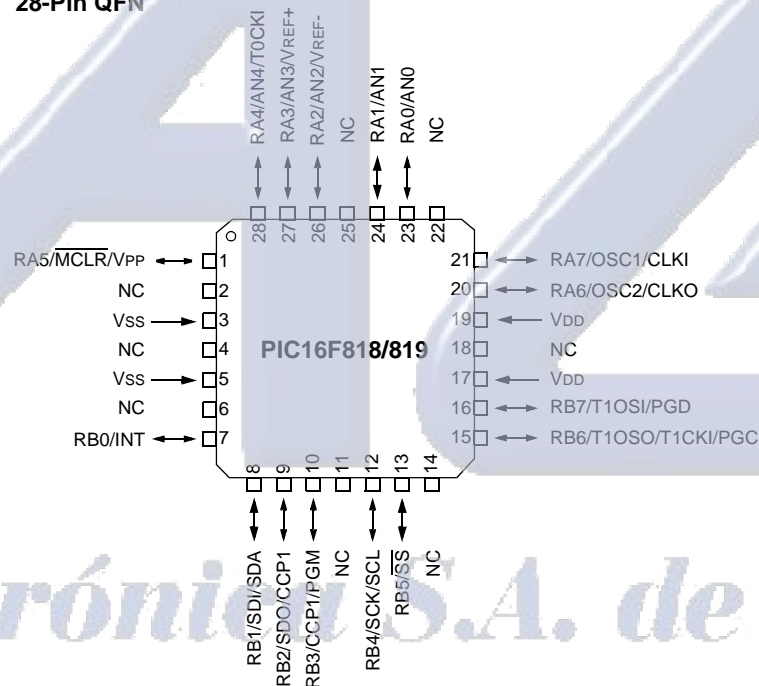 28-Pin QFN
RA4/AN4/T0CKI
RA3/AN3/VREF+
RA2/AN2/VREF-
NC
RA1/AN1
RA0/AN0
NC
28
27
26
25
24
23
22
RA5/MCLR/VPP
1
NC
2
VSS
3
NC
4
VSS
5
NC
6
RB0/INT
7
PIC16F818/819
21
RA7/OSC1/CLKI
20
RA6/OSC2/CLKO
19
VDD
18
NC
17
VDD
16
RB7/T1OSI/PGD
15
RB6/T1OSO/T1CKI/PGC
8
9
10
11
12
13
14
RB1/SDI/SDA
RB2/SDO/CCP1
RB3/CCP1/PGM
NC
RB4/SCK/SCL
RB5/SS
NC
rónica S.A. de